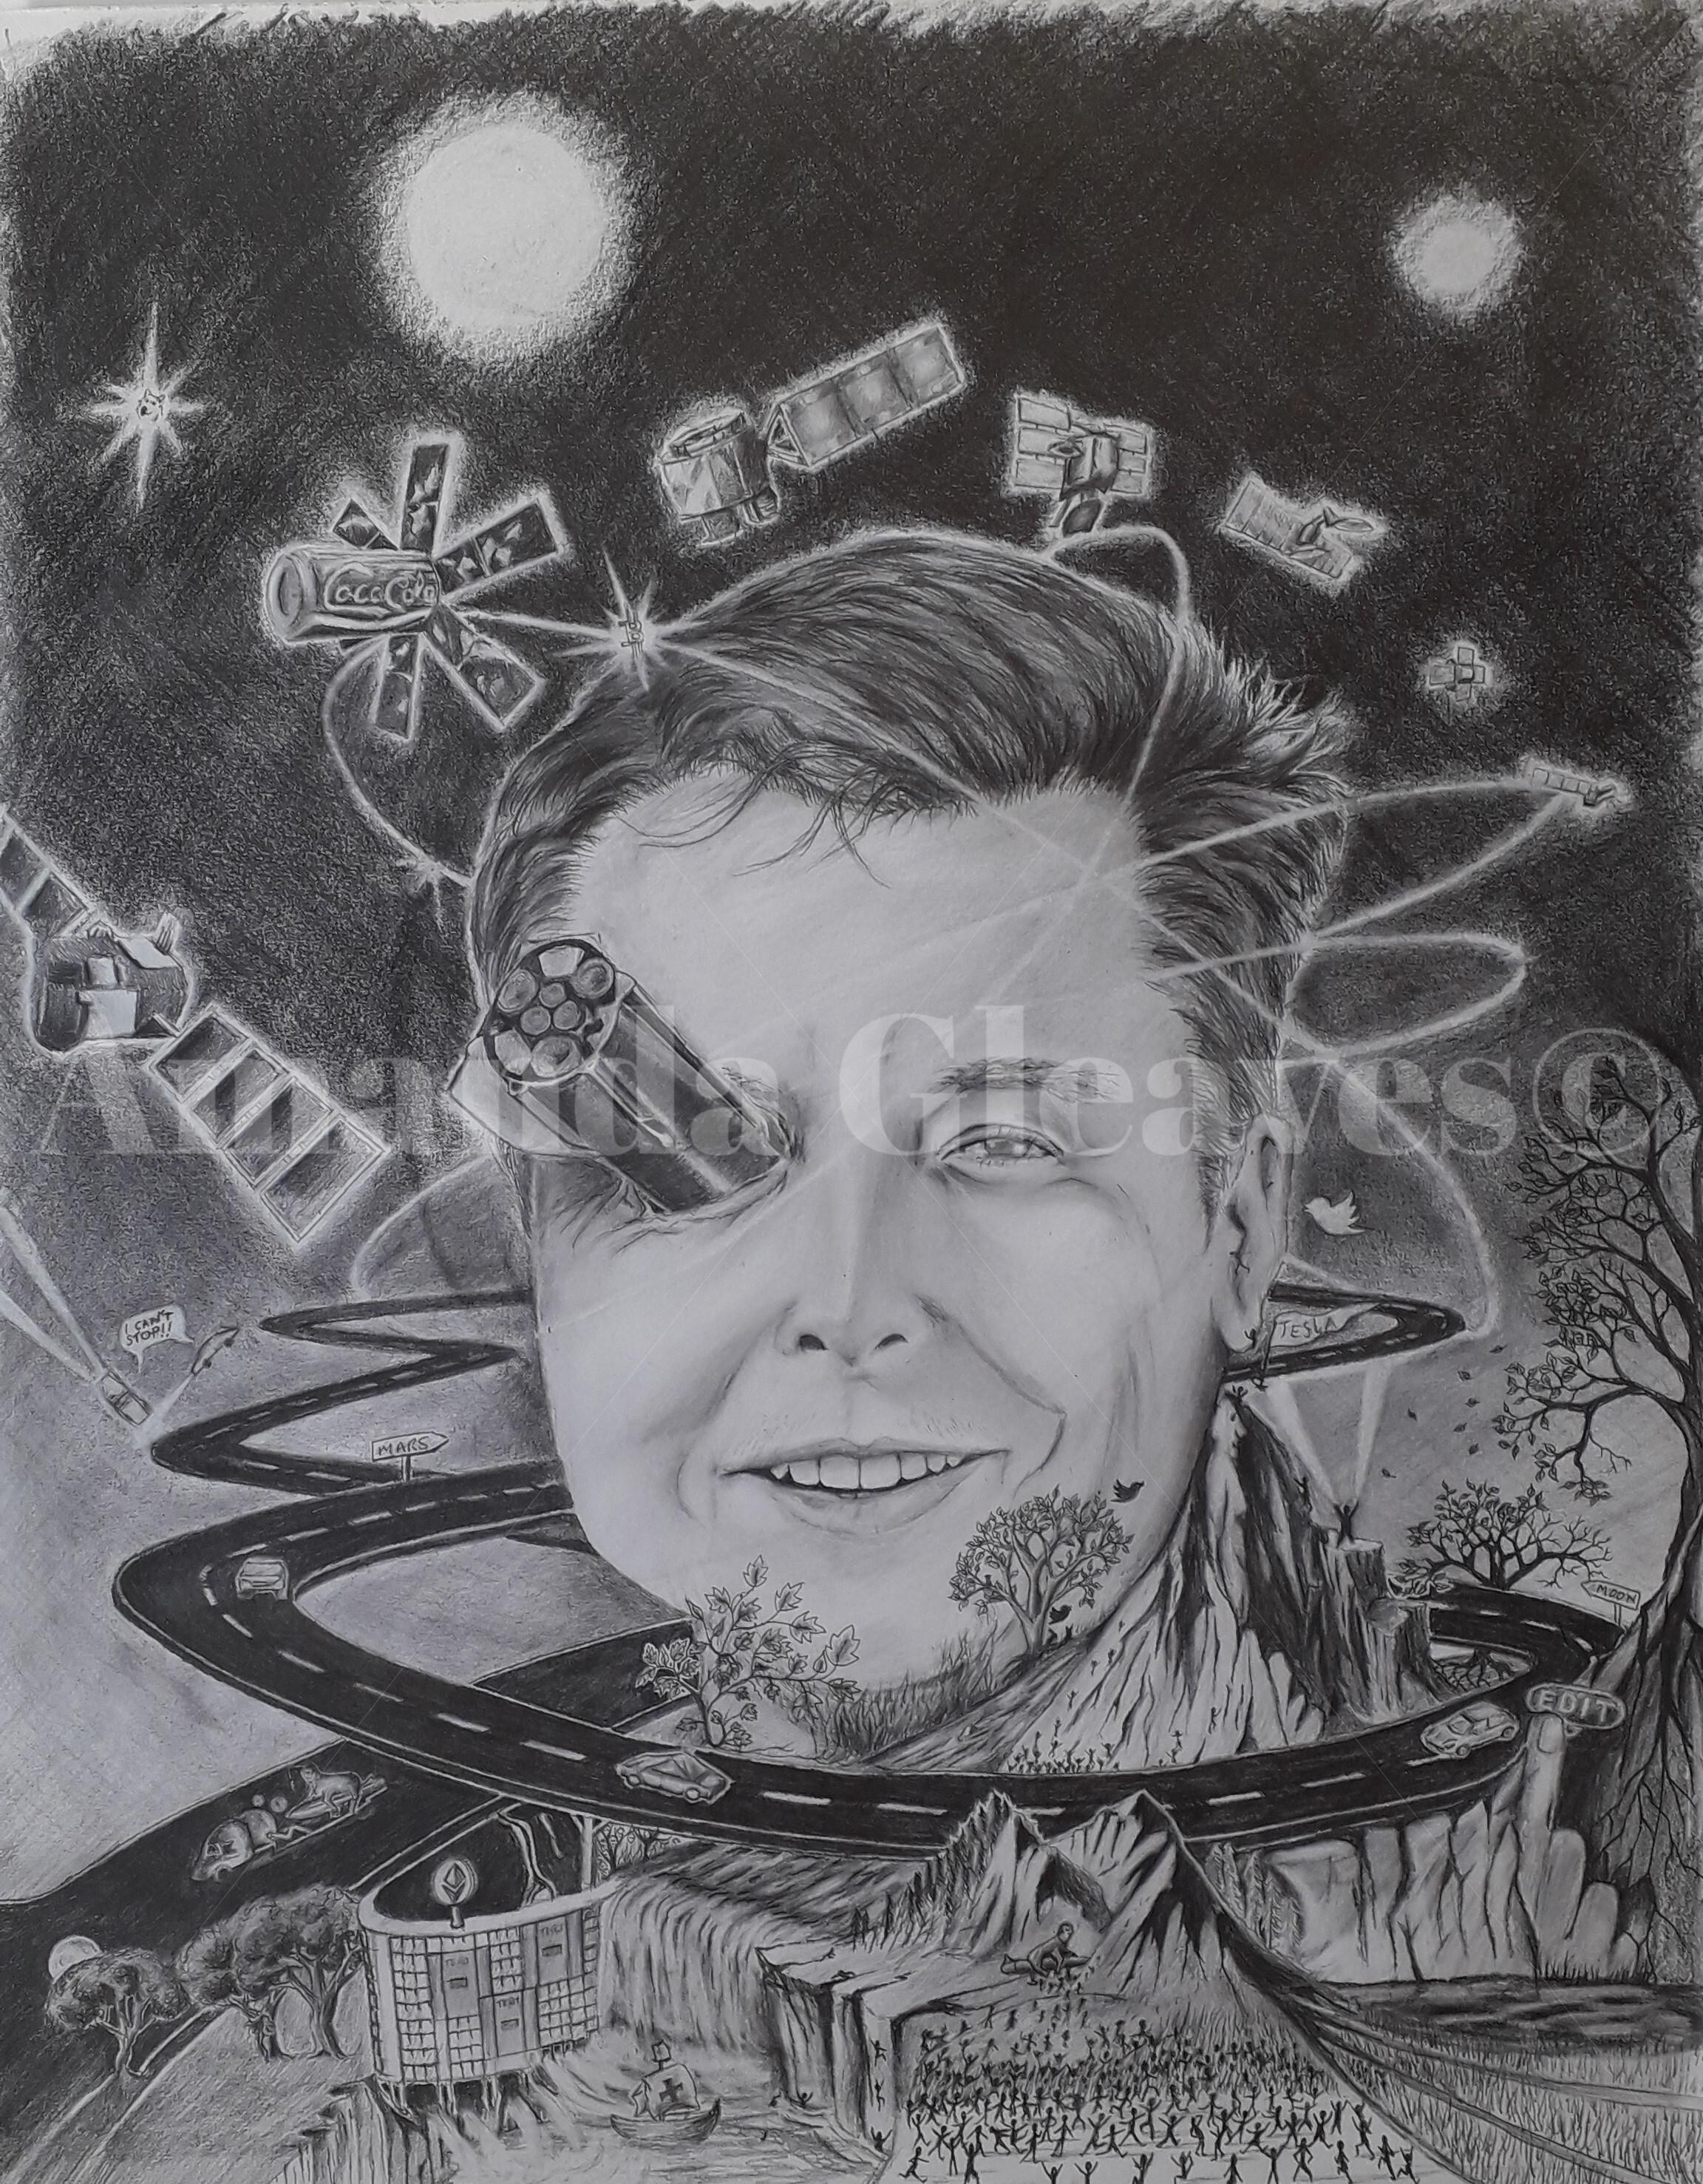 Coca Cola
Amanda Gleaves©
I CAN'T
STOP!!
TESLA
MARS
MOON
EDIT